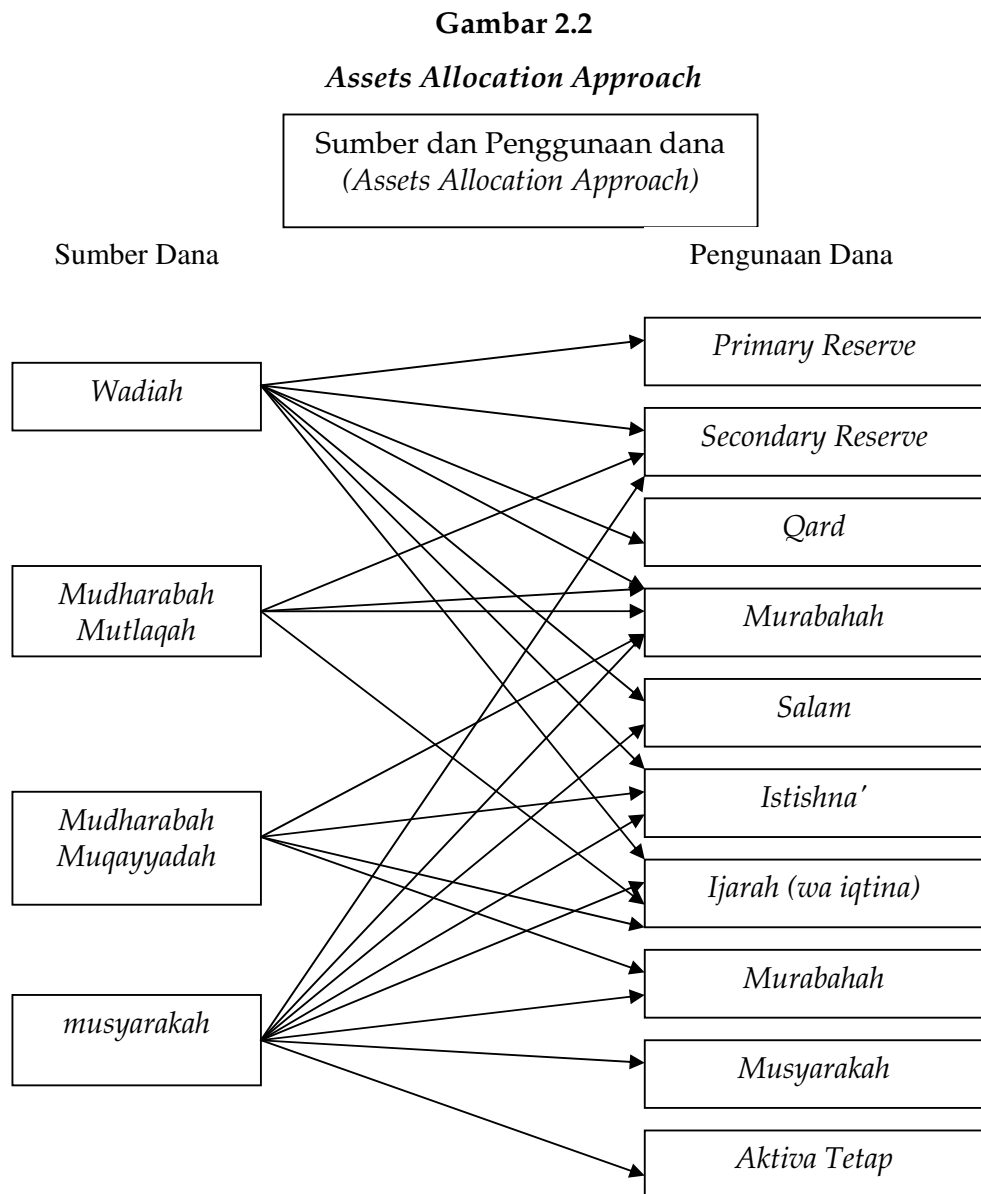 Gambar 2.2
Assets Allocation Approach
Sumber dan Penggunaan dana
(Assets Allocation Approach)
Sumber Dana
Pengunaan Dana
Wadiah
Mudharabah
Mutlaqah
Mudharabah
Muqayyadah
musyarakah
Primary Reserve
Secondary Reserve
Qard
Murabahah
Salam
Istishna'
Ijarah (wa iqtina)
Murabahah
Musyarakah
Aktiva Tetap